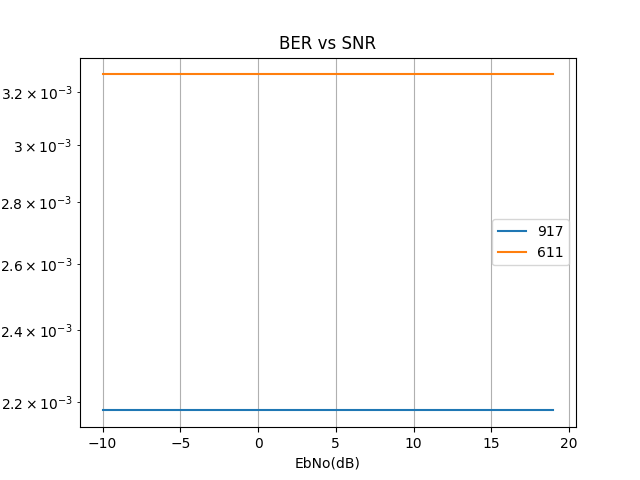 BER vs SNR
3.2 × 10⁻³
3 × 10⁻³
2.8 × 10⁻³
2.6 × 10⁻³
2.4 × 10⁻³
2.2 × 10⁻³
917
611
−10 −5 0 5 10 15 20
EbNo(dB)